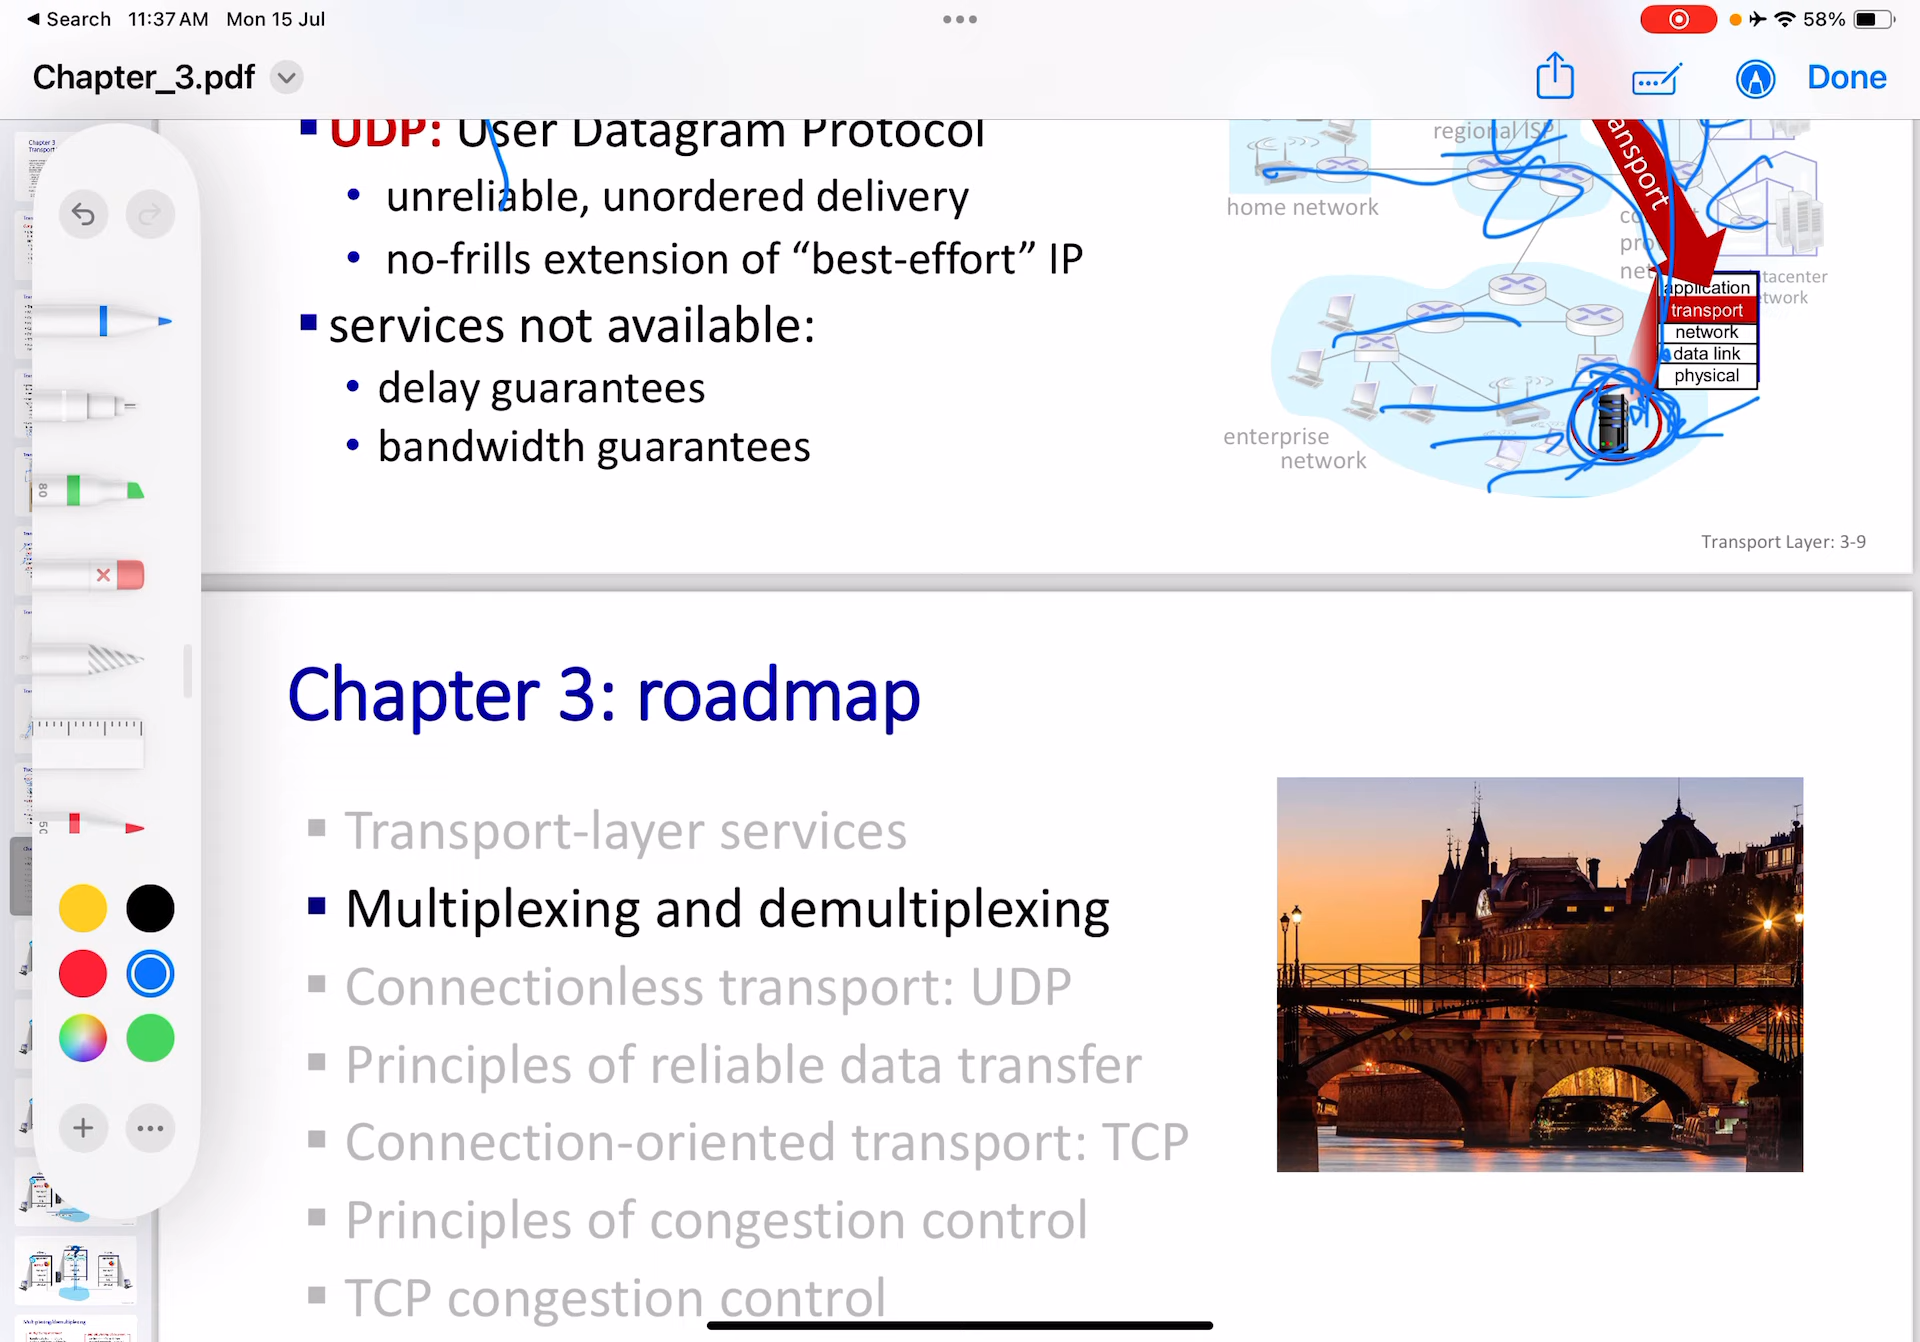 Search 11:37 AM Mon 15 Jul
58%
Chapter_3.pdf
Done
UDP: User Datagram Protocol
• unreliable, unordered delivery
• no-frills extension of “best-effort” IP
services not available:
• delay guarantees
• bandwidth guarantees
regional ISP
home network
enterprise
network
application
transport
network
data link
physical
Transport Layer: 3-9
80
Chapter 3: roadmap
Transport-layer services
Multiplexing and demultiplexing
Connectionless transport: UDP
Principles of reliable data transfer
Connection-oriented transport: TCP
Principles of congestion control
TCP congestion control